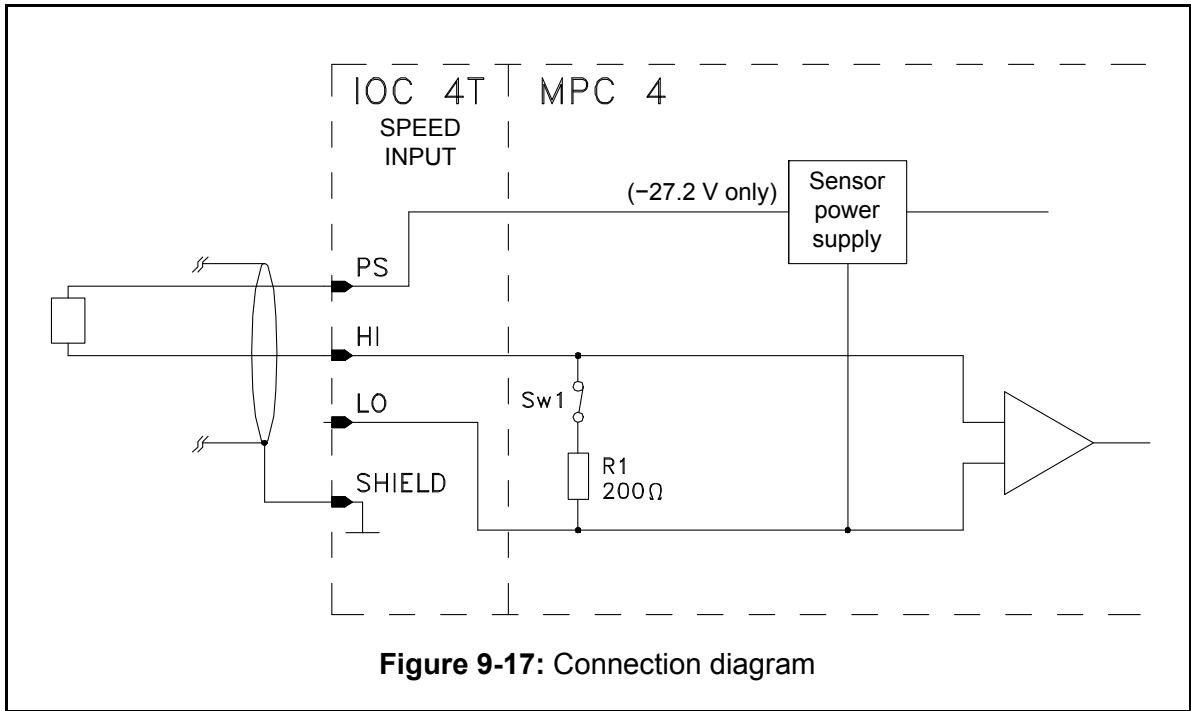 IOC 4T
MPC 4
SPEED
INPUT
(−27.2 V only)
Sensor
power
supply
PS
HI
Sw1
LO
R1
200Ω
SHIELD
Figure 9-17: Connection diagram